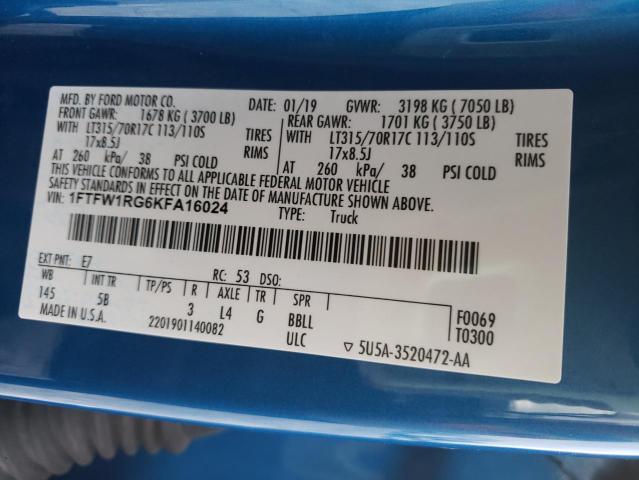 MFD. BY FORD MOTOR CO.
DATE: 01/19 GVWR: 3198 KG ( 7050 LB)
FRONT GAWR: 1678 KG ( 3700 LB) REAR GAWR: 1701 KG ( 3750 LB)
WITH LT315/70R17C 113/110S TIRES WITH LT315/70R17C 113/110S TIRES
17x8.5J RIMS 17x8.5J RIMS
AT 260 kPa/ 38 PSI COLD AT 260 kPa/ 38 PSI COLD
THIS VEHICLE CONFORMS TO ALL APPLICABLE FEDERAL MOTOR VEHICLE
SAFETY STANDARDS IN EFFECT ON THE DATE OF MANUFACTURE SHOWN ABOVE.
VIN: 1FTFW1RG6KFA16024
TYPE: Truck
EXT PNT: E7 RC: 53 DSO:
WB INT TR TP/PS R AXLE TR SPR
145 5B 3 L4 G BBLL F0069
MADE IN U.S.A. 2201901140082 ULC T0300
▽ 5U5A-3520472-AA